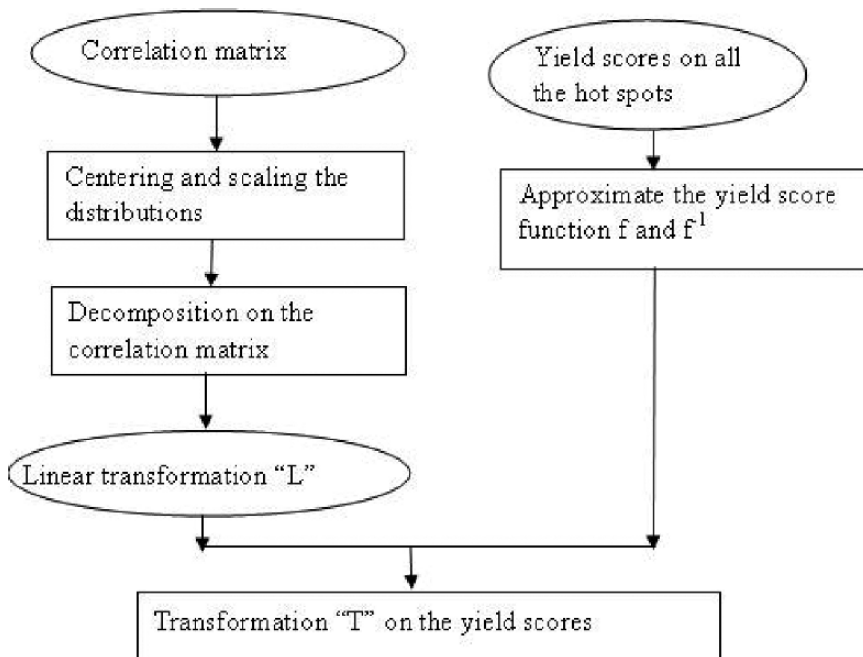 Correlation matrix
Yield scores on all
the hot spots
Centering and scaling the
distributions
Approximate the yield score
function f and f¹
Decomposition on the
correlation matrix
Linear transformation “L”
Transformation “T” on the yield scores